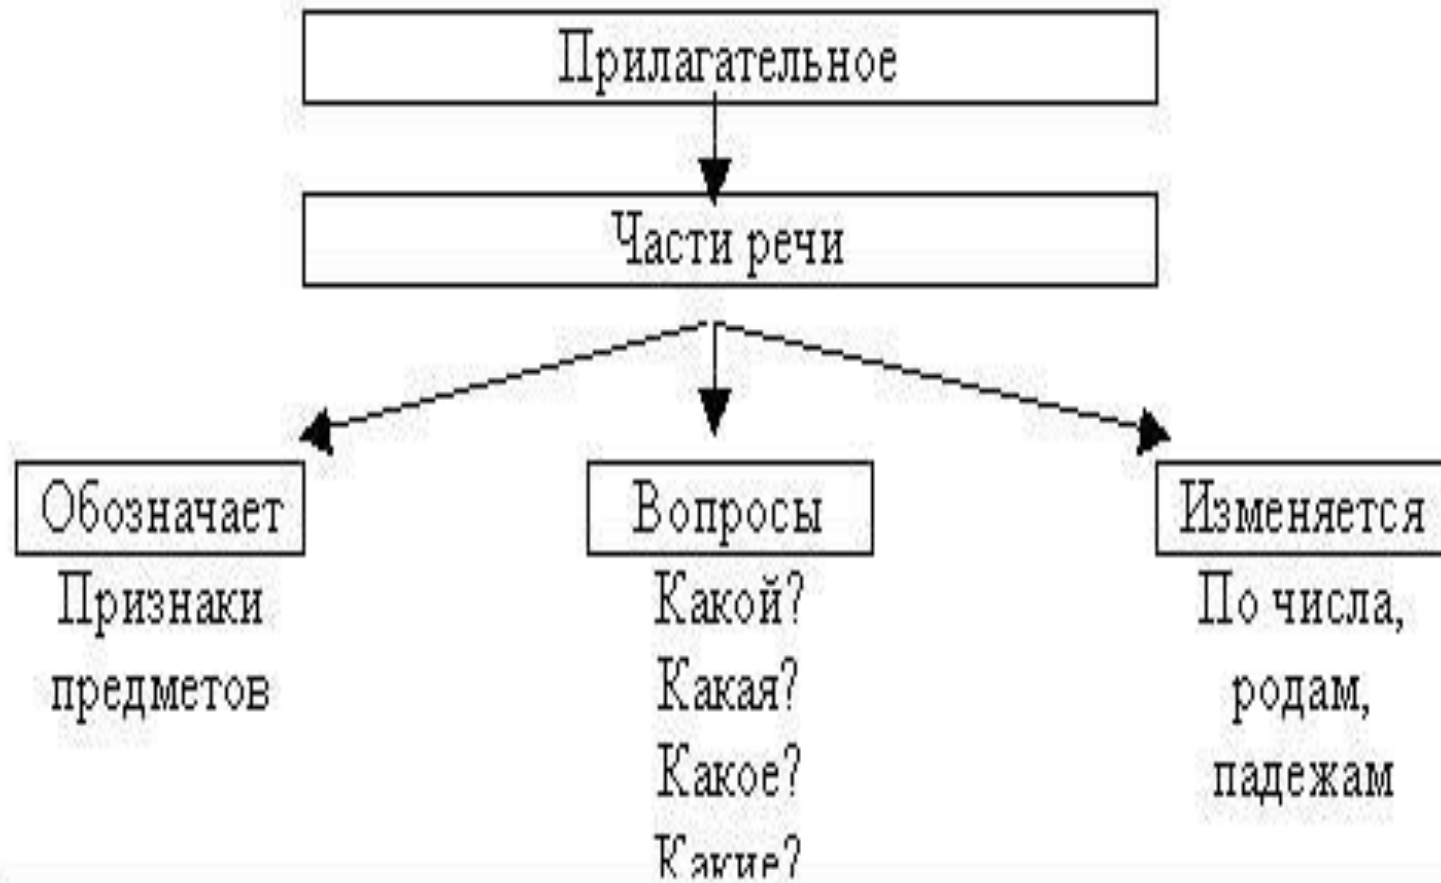 Прилагательное
Части речи
Обозначает
Признаки
предметов
Вопросы
Какой?
Какая?
Какое?
Какие?
Изменяется
По числа,
родам,
падежам